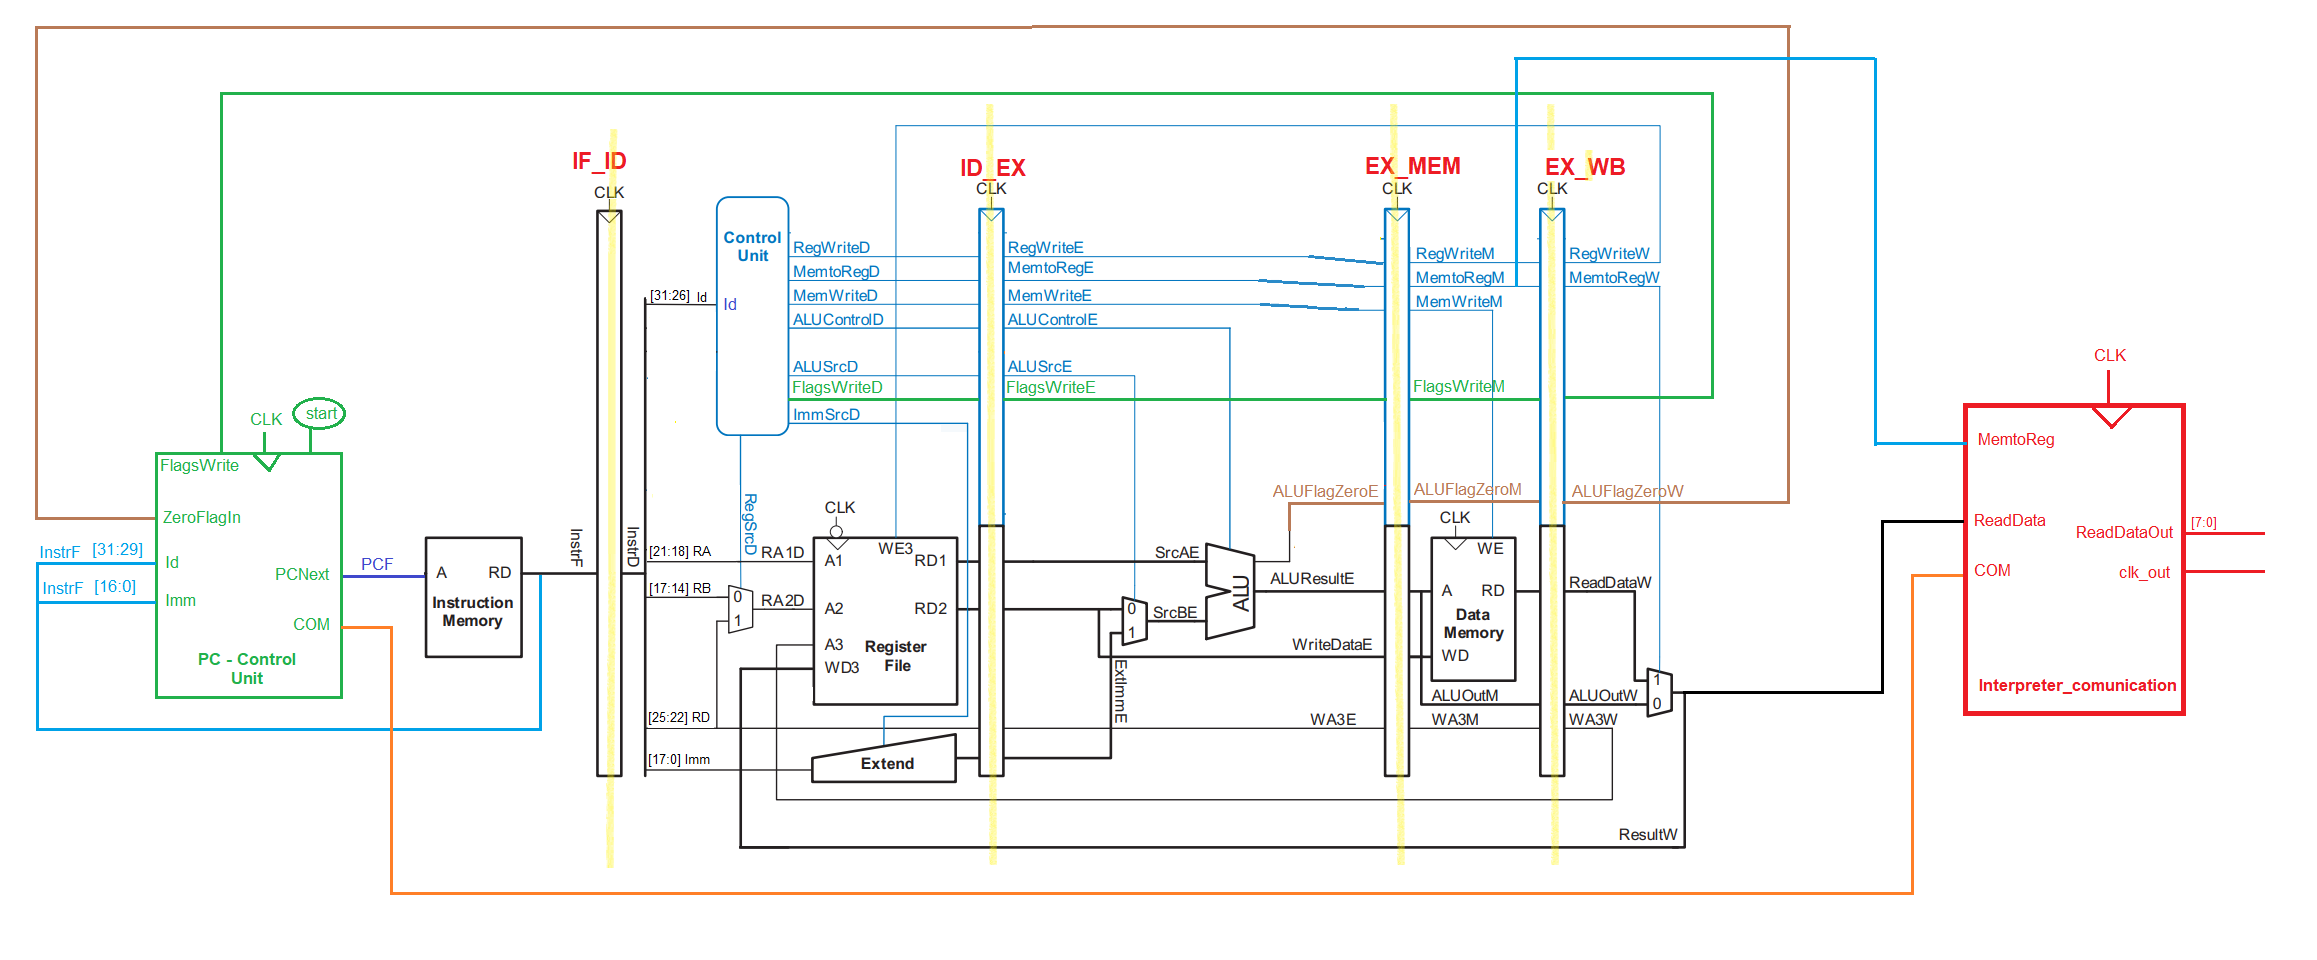 IF_ID
CLK
ID_EX
CLK
EX_MEM
CLK
EX_WB
CLK
CLK
start
FlagsWrite
ZeroFlagIn
InstrF [31:29]
Id
InstrF [16:0]
Imm
PCNext
COM
PC - Control
Unit
PCF
A
RD
Instruction
Memory
InstrF
InstrD
[31:26] Id
[21:18] RA
[17:14] RB
[25:22] RD
[17:0] Imm
Control
Unit
Id
RegWriteD
MemtoRegD
MemWriteD
ALUControlD
ALUSrcD
FlagsWriteD
ImmSrcD
RegSrcD
RA1D
0
1
RA2D
CLK
A1
WE3
RD1
A2
RD2
A3
WD3
Register
File
Extend
RegWriteE
MemtoRegE
MemWriteE
ALUControlE
ALUSrcE
FlagsWriteE
0
1
SrcAE
SrcBE
ALU
ExtImmE
ALUFlagZeroE
ALUResultE
WriteDataE
WA3E
RegWriteM
MemtoRegM
MemWriteM
FlagsWriteM
ALUFlagZeroM
CLK
WE
A
RD
Data
Memory
WD
ALUOutM
WA3M
RegWriteW
MemtoRegW
ALUFlagZeroW
ReadDataW
ALUOutW
WA3W
1
0
ResultW
CLK
MemtoReg
ReadData
COM
ReadDataOut
[7:0]
clk_out
Interpreter_comunication